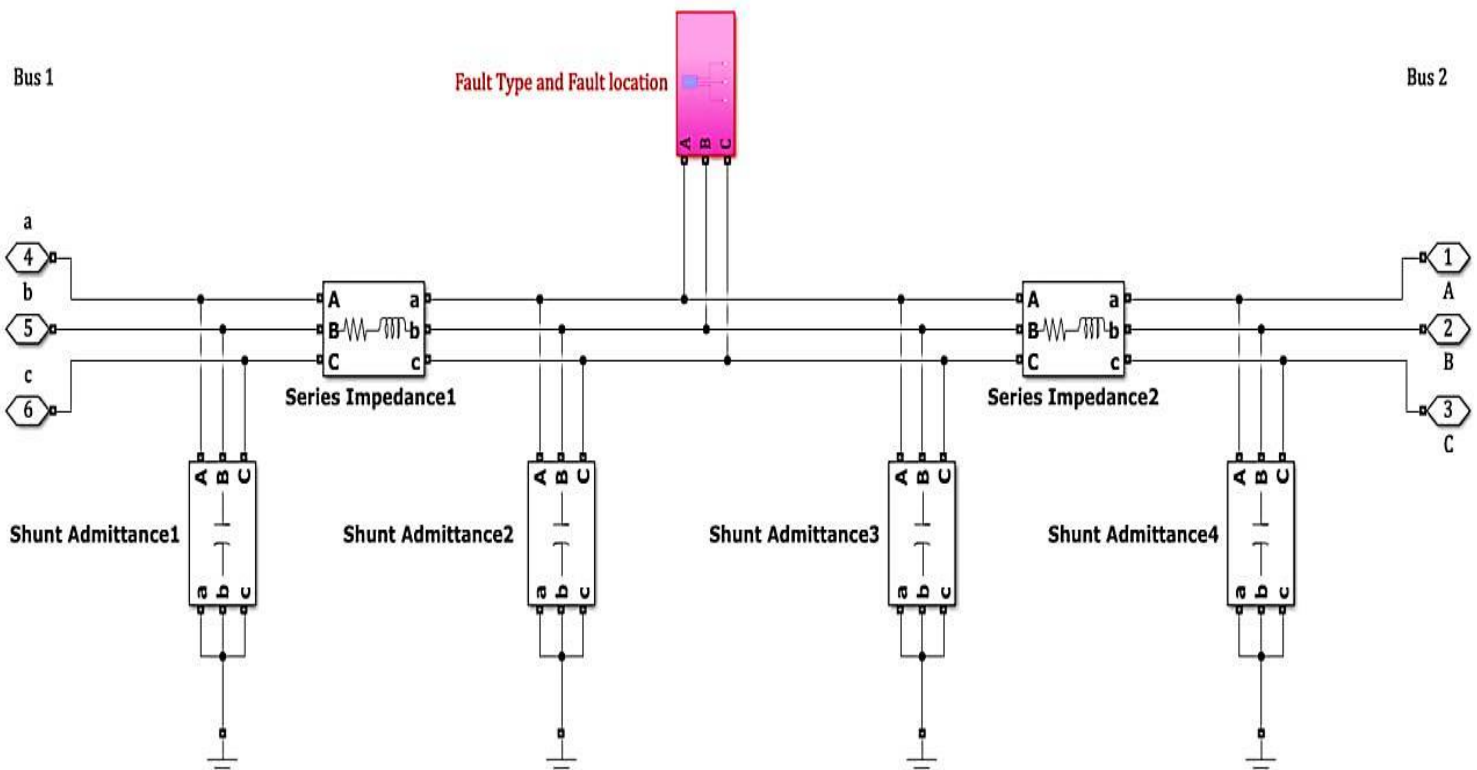 Bus 1
Fault Type and Fault location
Bus 2
A B C
a
4
b
5
c
6
A a
B b
C c
Series Impedance1
A a
B b
C c
Series Impedance2
1
A
2
B
3
C
A B C
Shunt Admittance1
a b c
A B C
Shunt Admittance2
a b c
A B C
Shunt Admittance3
a b c
A B C
Shunt Admittance4
a b c